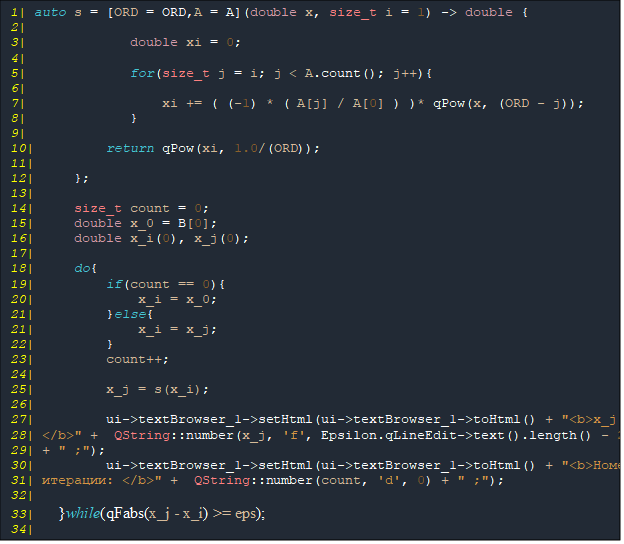 1| auto s = [ORD = ORD,A = A](double x, size_t i = 1) -> double {
2|
3| double xi = 0;
4|
5| for(size_t j = i; j < A.count(); j++){
6|
7| xi += ( (-1) * ( A[j] / A[0] ) )* qPow(x, (ORD - j));
8| }
9|
10| return qPow(xi, 1.0/(ORD));
11|
12| };
13|
14| size_t count = 0;
15| double x_0 = B[0];
16| double x_i(0), x_j(0);
17|
18| do{
19| if(count == 0){
20| x_i = x_0;
21| }else{
21| x_i = x_j;
22| }
23| count++;
24|
25| x_j = s(x_i);
26|
27| ui->textBrowser_1->setHtml(ui->textBrowser_1->toHtml() + "<b>x_j
28| </b>" + QString::number(x_j, 'f', Epsilon.qLineEdit->text().length() -
29| + " ;");
30| ui->textBrowser_1->setHtml(ui->textBrowser_1->toHtml() + "<b>Номе
31| итерации: </b>" + QString::number(count, 'd', 0) + " ;");
32|
33| }while(qFabs(x_j - x_i) >= eps);
34|